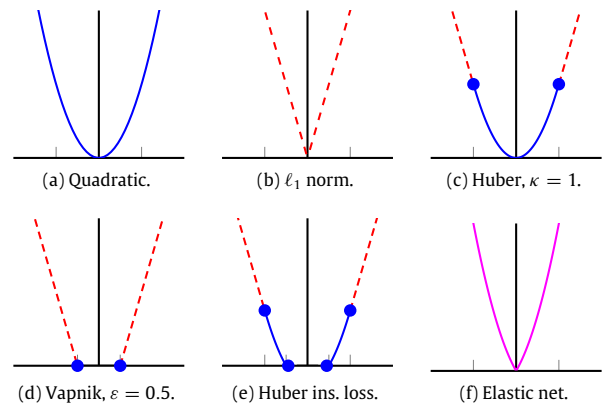 (a) Quadratic.
(b) ℓ₁ norm.
(c) Huber, κ = 1.
(d) Vapnik, ε = 0.5.
(e) Huber ins. loss.
(f) Elastic net.